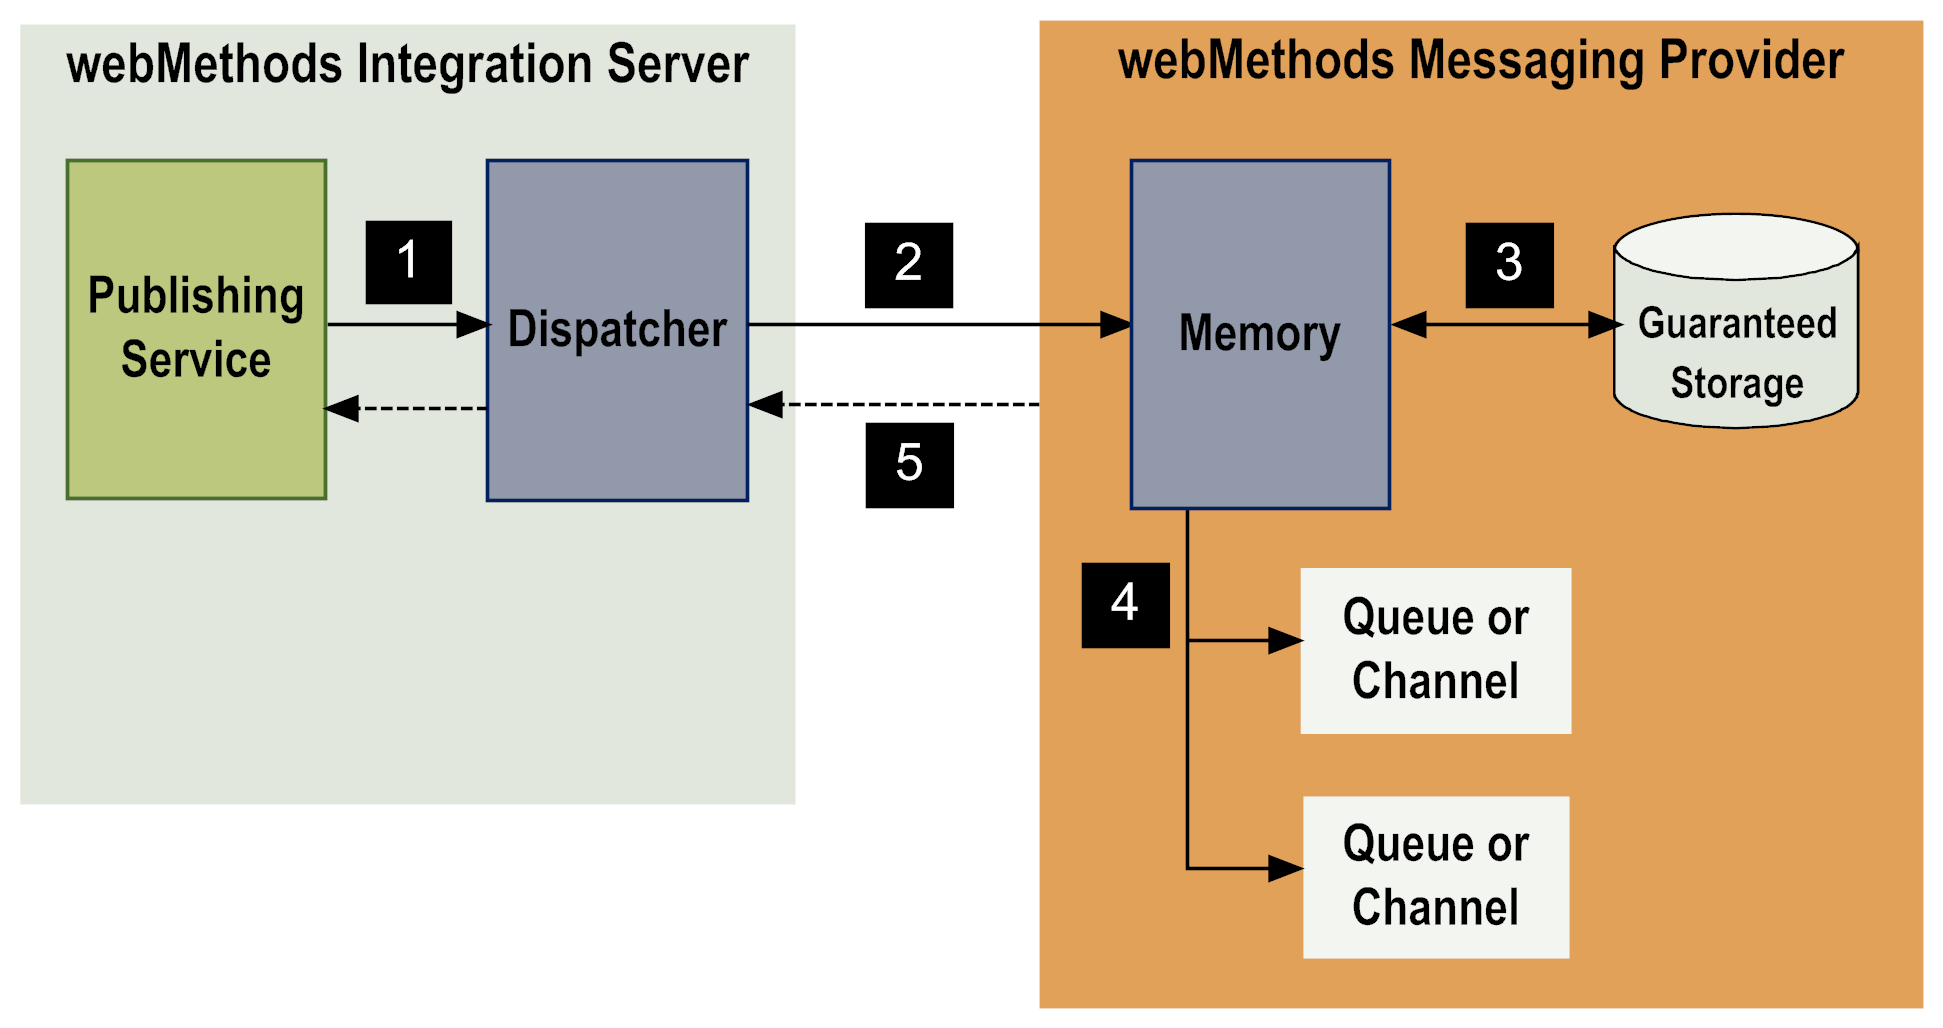 webMethods Integration Server
webMethods Messaging Provider
Publishing
Service
1
Dispatcher
2
Memory
3
Guaranteed
Storage
5
4
Queue or
Channel
Queue or
Channel